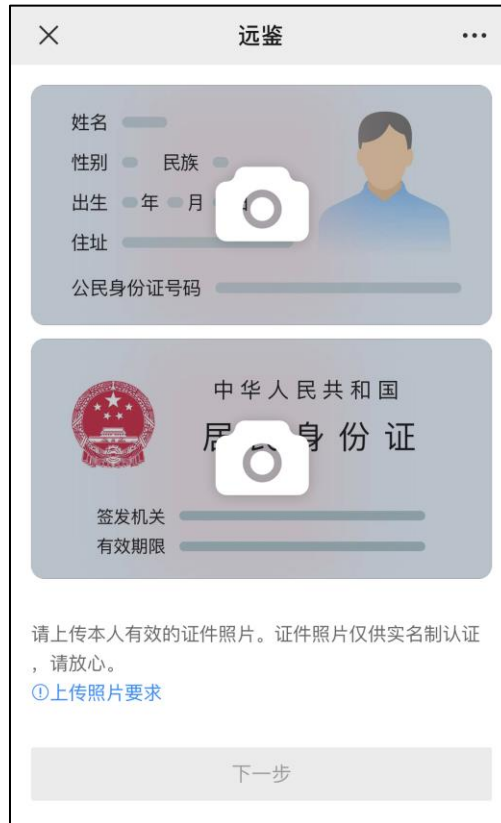 远鉴
姓名
性别 民族
出生 年 月
住址
公民身份证号码
中华人民共和国
居 身份证
签发机关
有效期限
请上传本人有效的证件照片。证件照片仅供实名制认证
，请放心。
①上传照片要求
下一步